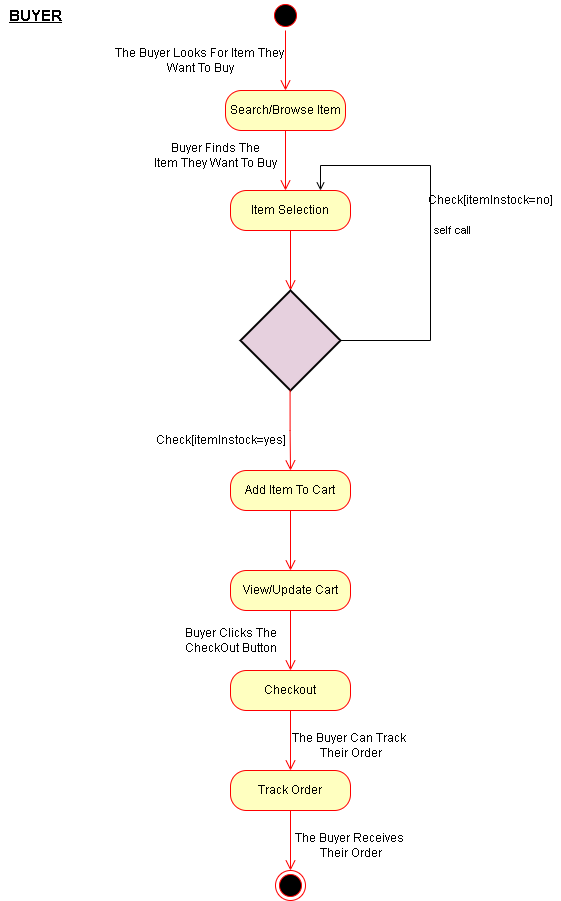 BUYER
The Buyer Looks For Item They
Want To Buy
Search/Browse Item
Buyer Finds The
Item They Want To Buy
Item Selection
Check[itemInstock=no]
self call
Check[itemInstock=yes]
Add Item To Cart
View/Update Cart
Buyer Clicks The
CheckOut Button
Checkout
The Buyer Can Track
Their Order
Track Order
The Buyer Receives
Their Order